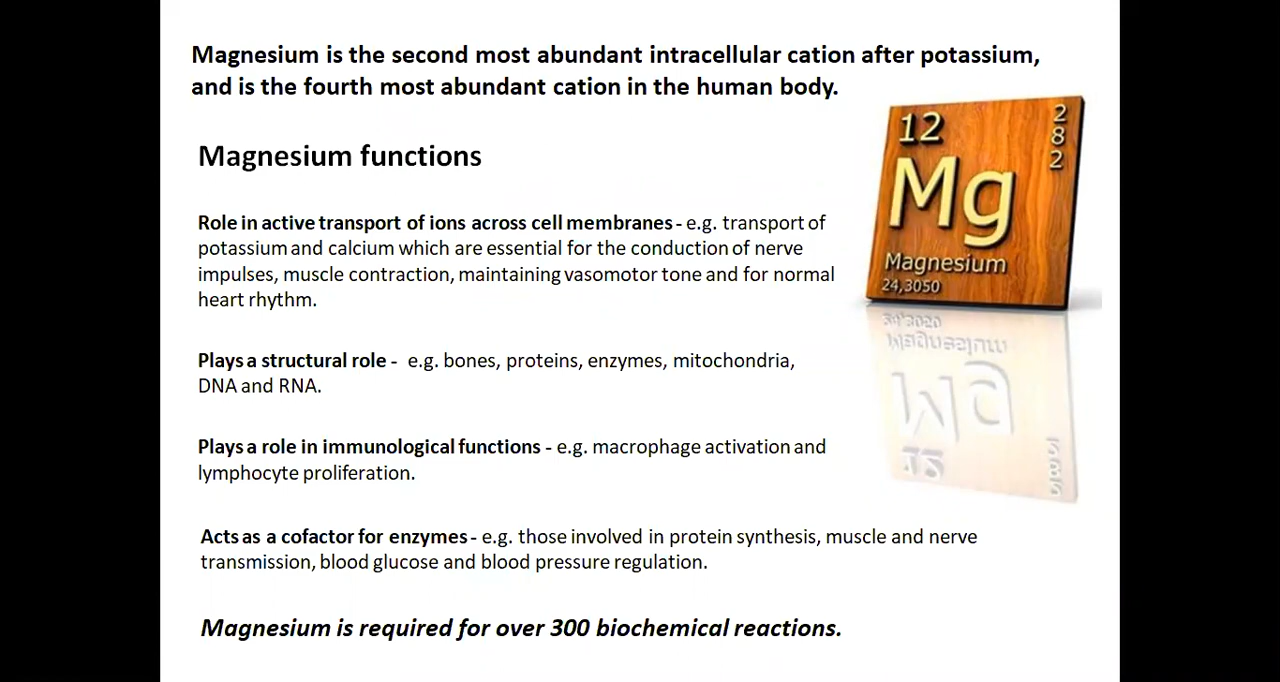 Magnesium is the second most abundant intracellular cation after potassium,
and is the fourth most abundant cation in the human body.
Magnesium functions
Role in active transport of ions across cell membranes - e.g. transport of
potassium and calcium which are essential for the conduction of nerve
impulses, muscle contraction, maintaining vasomotor tone and for normal
heart rhythm.
Plays a structural role - e.g. bones, proteins, enzymes, mitochondria,
DNA and RNA.
Plays a role in immunological functions - e.g. macrophage activation and
lymphocyte proliferation.
Acts as a cofactor for enzymes - e.g. those involved in protein synthesis, muscle and nerve
transmission, blood glucose and blood pressure regulation.
Magnesium is required for over 300 biochemical reactions.
12
2
8
2
Mg
Magnesium
24,3050